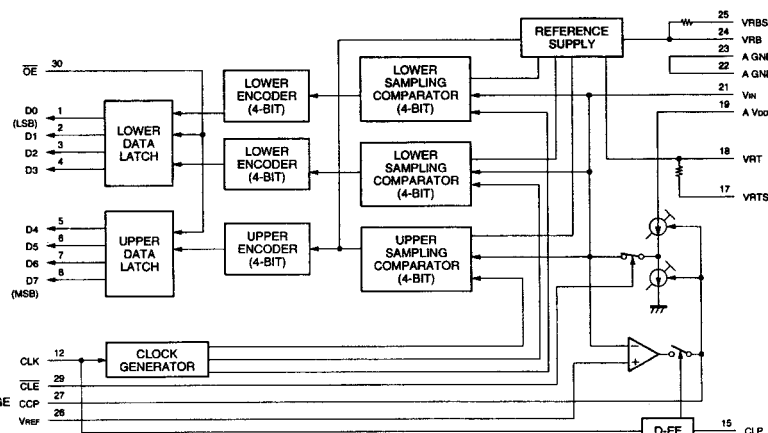 REFERENCE
SUPPLY
25 VRBS
24 VRB
23 A GN
22 A GN
21 VIN
19 A VDD
18 VRT
17 VRTS
OE 30
D0 1
(LSB)
D1 2
D2 3
D3 4
LOWER
DATA
LATCH
LOWER
ENCODER
(4-BIT)
LOWER
SAMPLING
COMPARATOR
(4-BIT)
LOWER
ENCODER
(4-BIT)
LOWER
SAMPLING
COMPARATOR
(4-BIT)
D4 5
D5 6
D6 7
D7 8
(MSB)
UPPER
DATA
LATCH
UPPER
ENCODER
(4-BIT)
UPPER
SAMPLING
COMPARATOR
(4-BIT)
CLK 12
CLOCK
GENERATOR
CLE 29
GE CCP 27
VREF 26
− +
D-FF
15 CLP